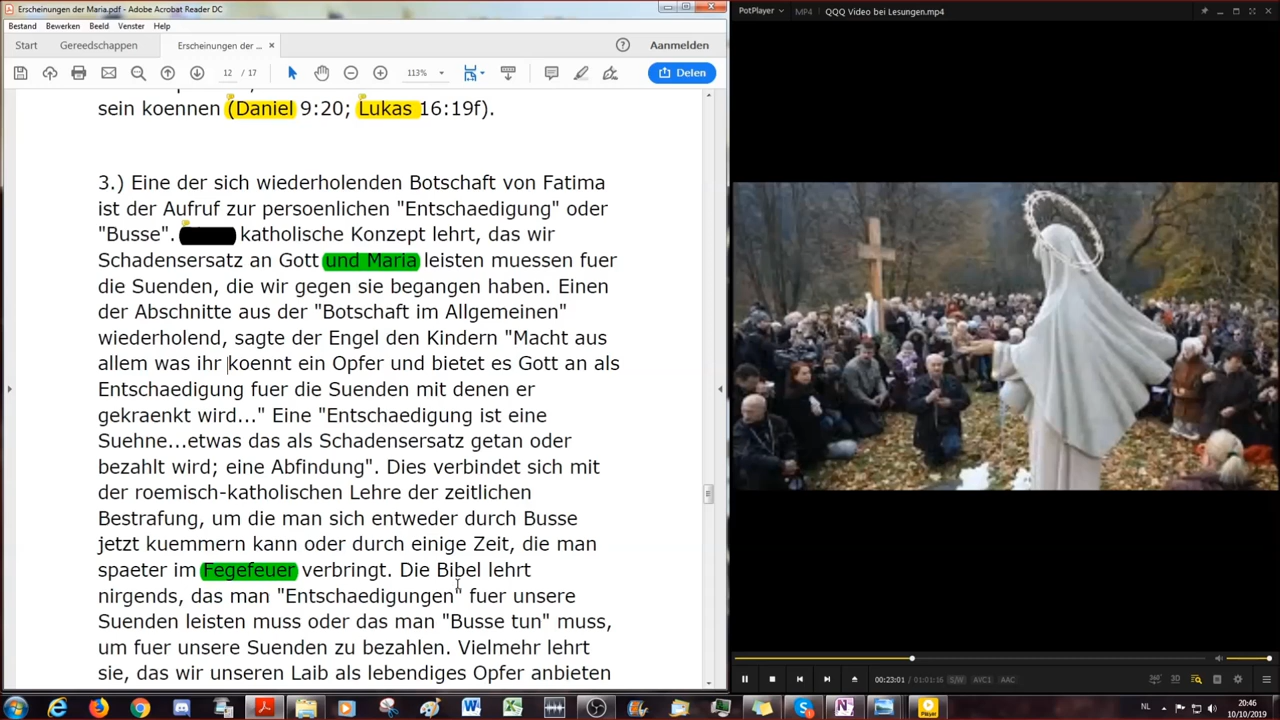 Erscheinungen der Maria.pdf - Adobe Acrobat Reader DC
Bestand Bewerken Beeld Venster Help
Start Gereedschappen Erscheinungen der ... × Aanmelden
12 / 17 113% Delen
sein koennen (Daniel 9:20; Lukas 16:19f).
3.) Eine der sich wiederholenden Botschaft von Fatima
ist der Aufruf zur persoenlichen "Entschaedigung" oder
"Busse". katholische Konzept lehrt, das wir
Schadensersatz an Gott und Maria leisten muessen fuer
die Suenden, die wir gegen sie begangen haben. Einen
der Abschnitte aus der "Botschaft im Allgemeinen"
wiederholend, sagte der Engel den Kindern "Macht aus
allem was ihr koennt ein Opfer und bietet es Gott an als
Entschaedigung fuer die Suenden mit denen er
gekraenkt wird..." Eine "Entschaedigung ist eine
Suehne...etwas das als Schadensersatz getan oder
bezahlt wird; eine Abfindung". Dies verbindet sich mit
der roemisch-katholischen Lehre der zeitlichen
Bestrafung, um die man sich entweder durch Busse
jetzt kuemmern kann oder durch einige Zeit, die man
spaeter im Fegefeuer verbringt. Die Bibel lehrt
nirgends, das man "Entschaedigungen" fuer unsere
Suenden leisten muss oder das man "Busse tun" muss,
um fuer unsere Suenden zu bezahlen. Vielmehr lehrt
sie, das wir unseren Laib als lebendiges Opfer anbieten
PotPlayer MP4 QQQ Video bei Lesungen.mp4
00:23:01 / 01:01:16 S/W AVC1 AAC
360° 3D
NL 20:46
10/10/2019